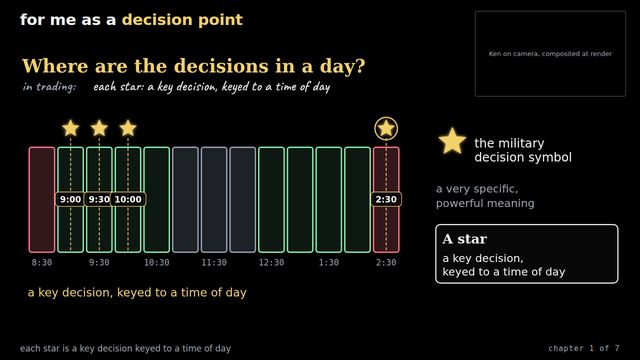 for me as a decision point
Ken on camera, composited at render
Where are the decisions in a day?
in trading: each star: a key decision, keyed to a time of day
the military
decision symbol
a very specific,
powerful meaning
9:00 9:30 10:00 2:30
A star
a key decision,
keyed to a time of day
8:30 9:30 10:30 11:30 12:30 1:30 2:30
a key decision, keyed to a time of day
each star is a key decision keyed to a time of day
chapter 1 of 7